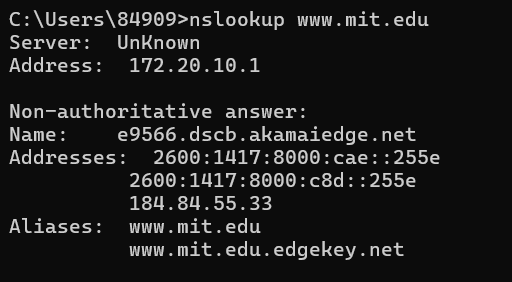 C:\Users\84909>nslookup www.mit.edu
Server:  UnKnown
Address:  172.20.10.1

Non-authoritative answer:
Name:    e9566.dscb.akamaiedge.net
Addresses:  2600:1417:8000:cae::255e
          2600:1417:8000:c8d::255e
          184.84.55.33
Aliases:  www.mit.edu
          www.mit.edu.edgekey.net